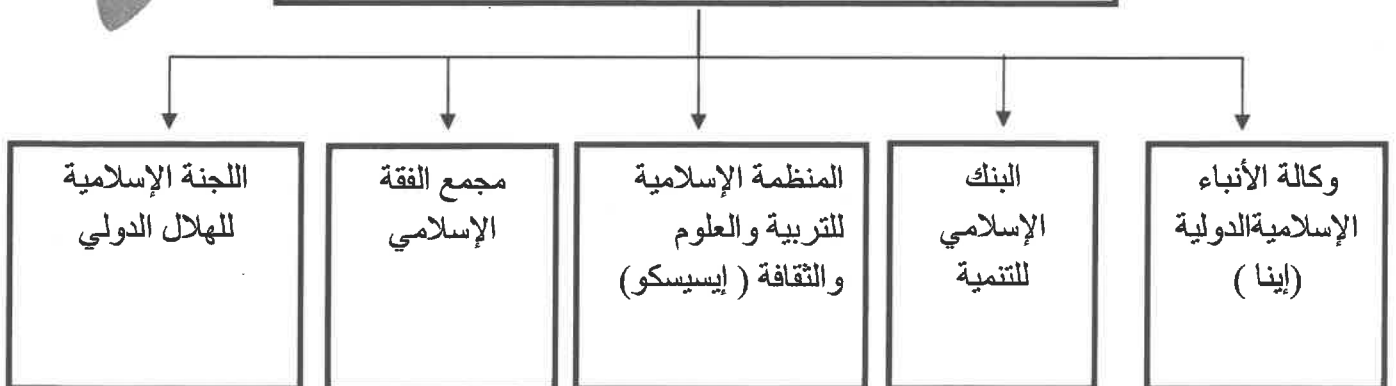 وكالة الأنباء
الإسلاميةالدولية
(إينا )
البنك
الإسلامي
للتنمية
المنظمة الإسلامية
للتربية والعلوم
والثقافة ( إيسيسكو)
مجمع الفقة
الإسلامي
اللجنة الإسلامية
للهلال الدولي